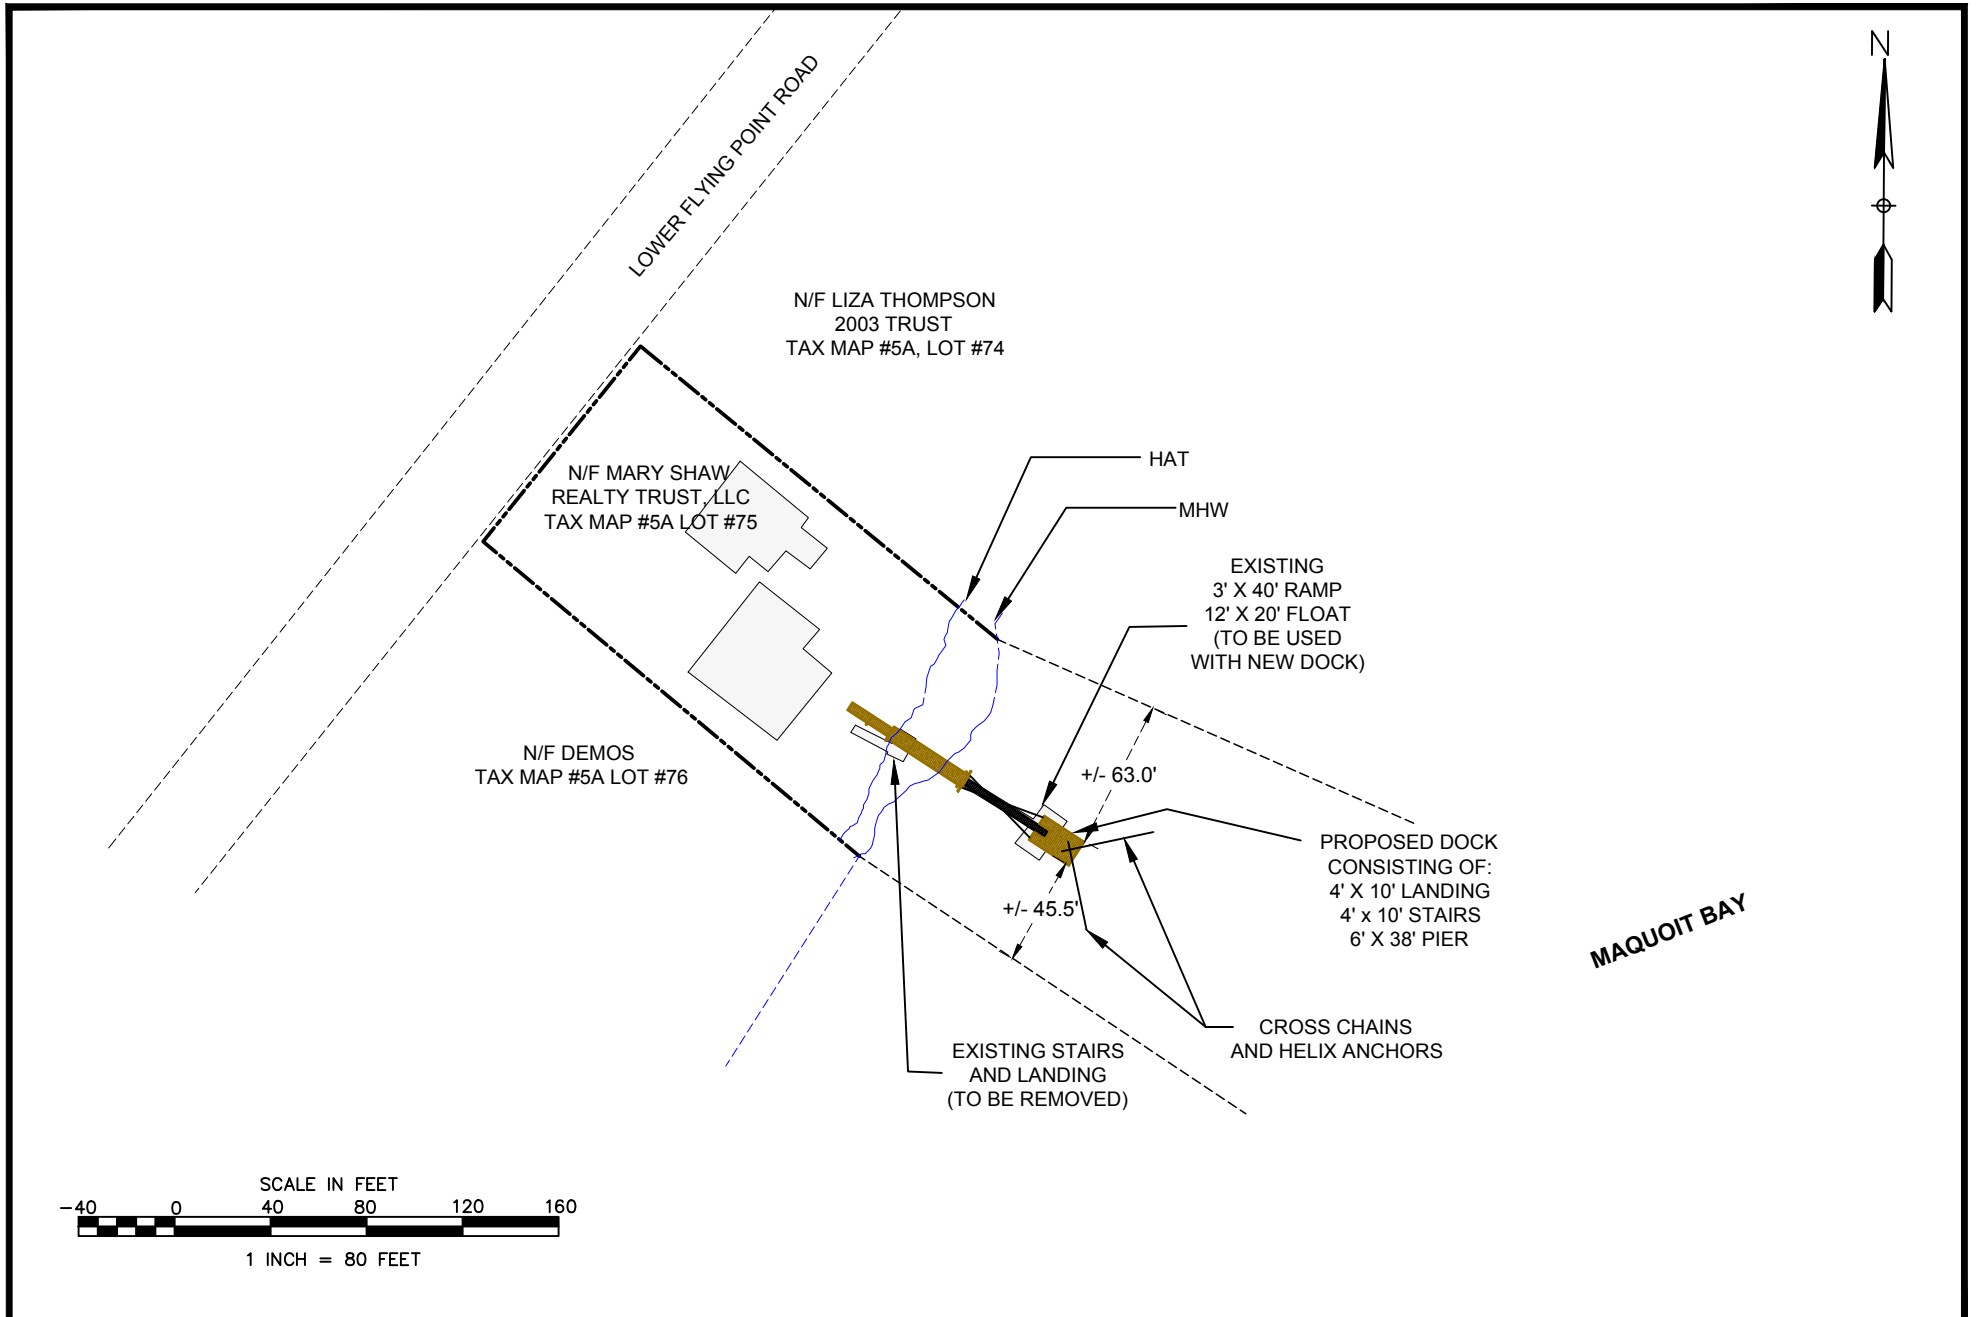 N
LOWER FLYING POINT ROAD
N/F LIZA THOMPSON
2003 TRUST
TAX MAP #5A, LOT #74
N/F MARY SHAW
REALTY TRUST, LLC
TAX MAP #5A LOT #75
HAT
MHW
EXISTING
3' X 40' RAMP
12' X 20' FLOAT
(TO BE USED
WITH NEW DOCK)
N/F DEMOS
TAX MAP #5A LOT #76
+/- 63.0'
PROPOSED DOCK
CONSISTING OF:
4' X 10' LANDING
4' x 10' STAIRS
6' X 38' PIER
+/- 45.5'
MAQUOIT BAY
CROSS CHAINS
AND HELIX ANCHORS
EXISTING STAIRS
AND LANDING
(TO BE REMOVED)
SCALE IN FEET
-40 0 40 80 120 160
1 INCH = 80 FEET